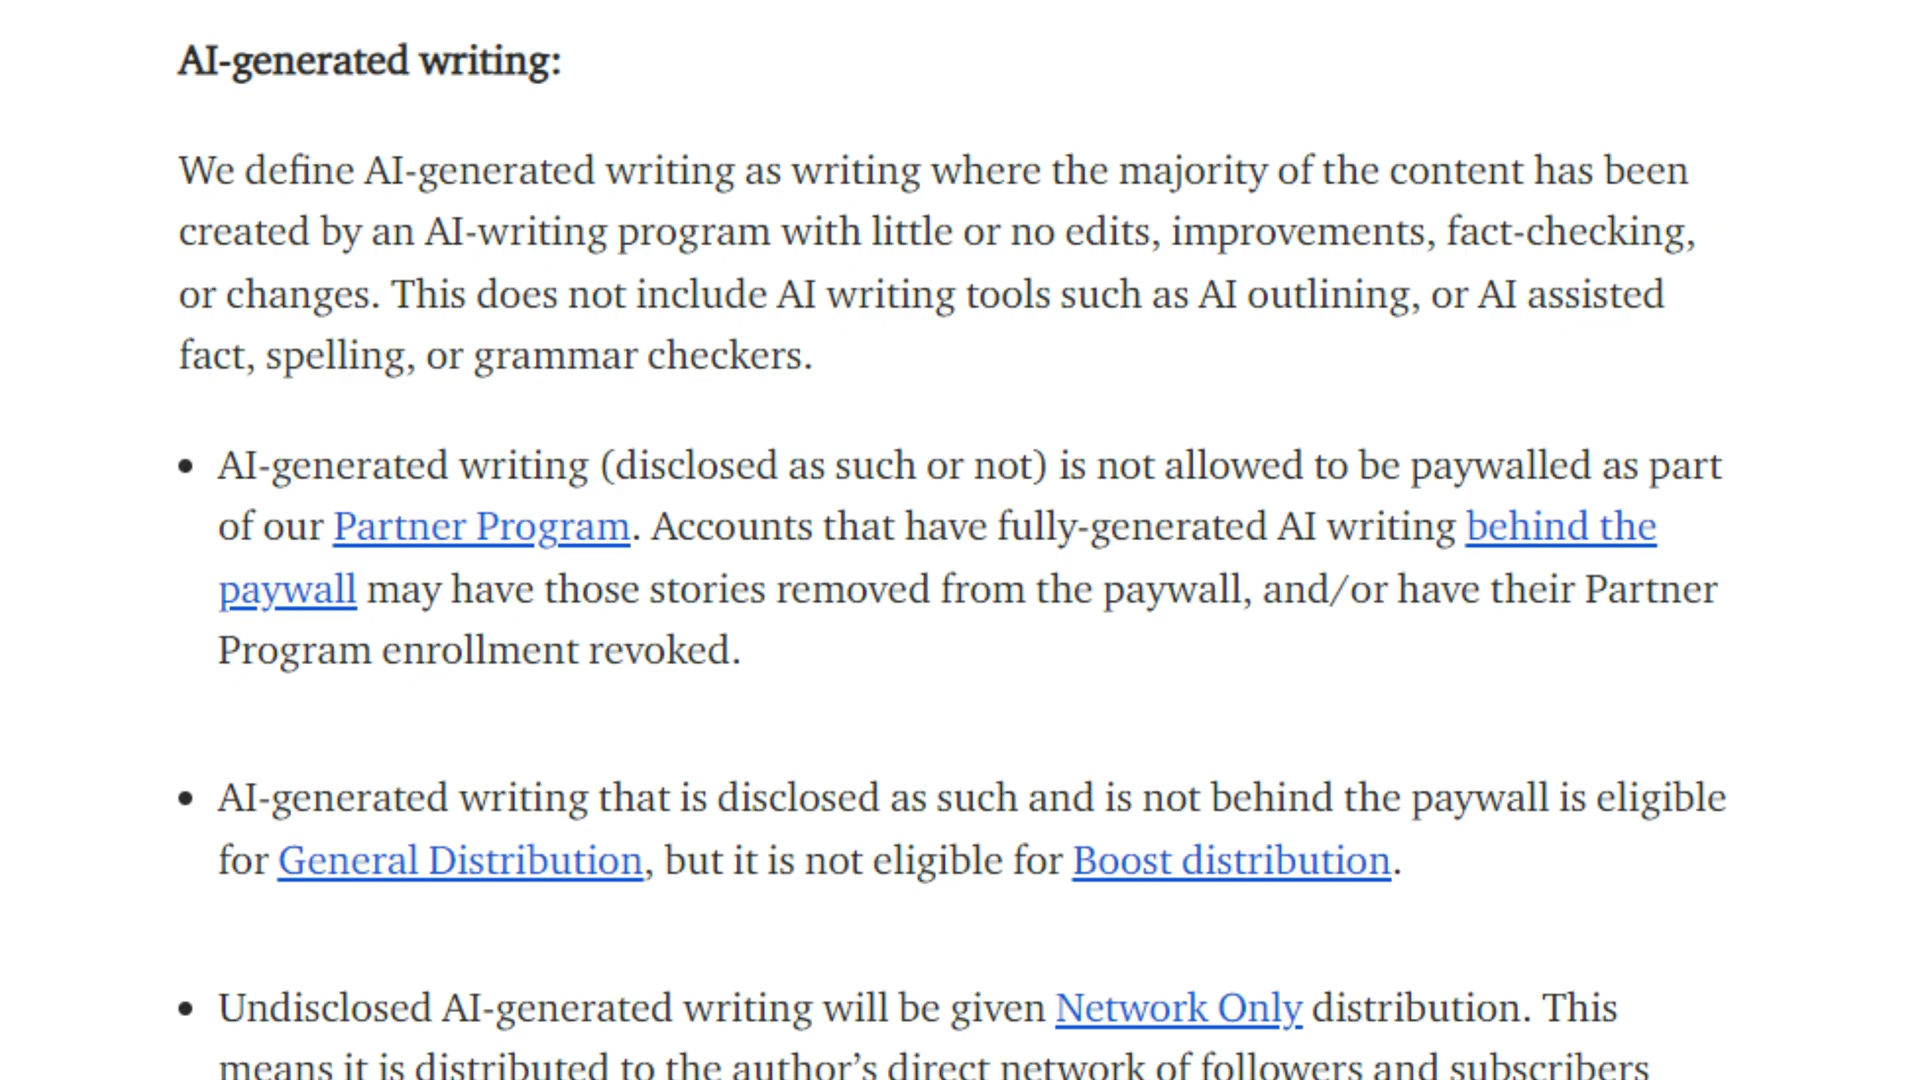 AI-generated writing:
We define AI-generated writing as writing where the majority of the content has been
created by an AI-writing program with little or no edits, improvements, fact-checking,
or changes. This does not include AI writing tools such as AI outlining, or AI assisted
fact, spelling, or grammar checkers.
• AI-generated writing (disclosed as such or not) is not allowed to be paywalled as part
of our Partner Program. Accounts that have fully-generated AI writing behind the
paywall may have those stories removed from the paywall, and/or have their Partner
Program enrollment revoked.
• AI-generated writing that is disclosed as such and is not behind the paywall is eligible
for General Distribution, but it is not eligible for Boost distribution.
• Undisclosed AI-generated writing will be given Network Only distribution. This
means it is distributed to the author’s direct network of followers and subscribers